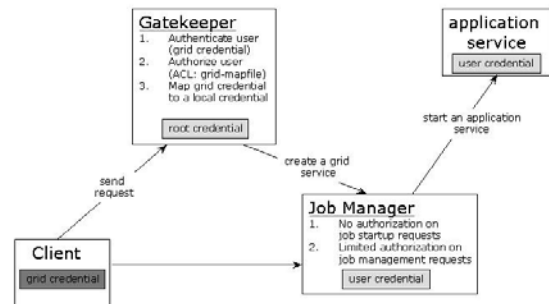 Gatekeeper
1. Authenticate user
(grid credential)
2. Authorize user
(ACL: grid-mapfile)
3. Map grid credential
to a local credential
root credential
application
service
user credential
start an application
service
send
request
create a grid
service
Job Manager
1. No authorization on
job startup requests
2. Limited authorization on
job management requests
user credential
Client
grid credential